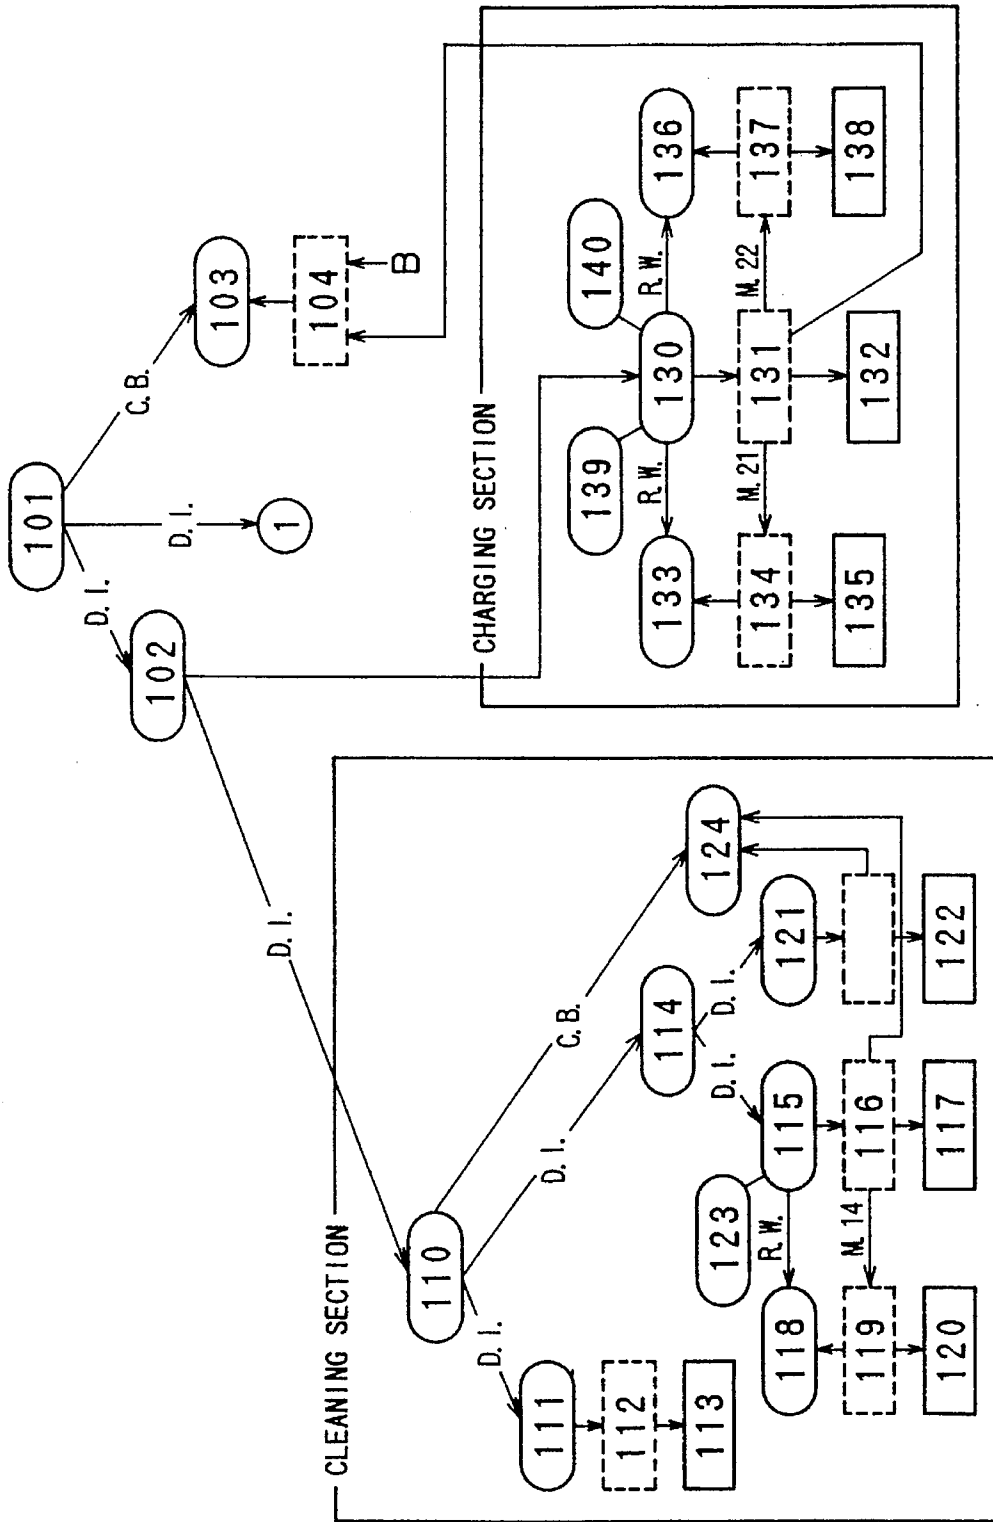 101
D. I.
D. I.
C. B.
102
1
103
104
B
D. I.
CLEANING SECTION
110
D. I.
D. I.
C. B.
111
112
113
114
D. I.
D. I.
124
123
115
121
R. W.
118
116
M. 14
119
117
120
122
CHARGING SECTION
139
140
130
R. W.
R. W.
133
136
131
M. 21
M. 22
134
137
132
135
138